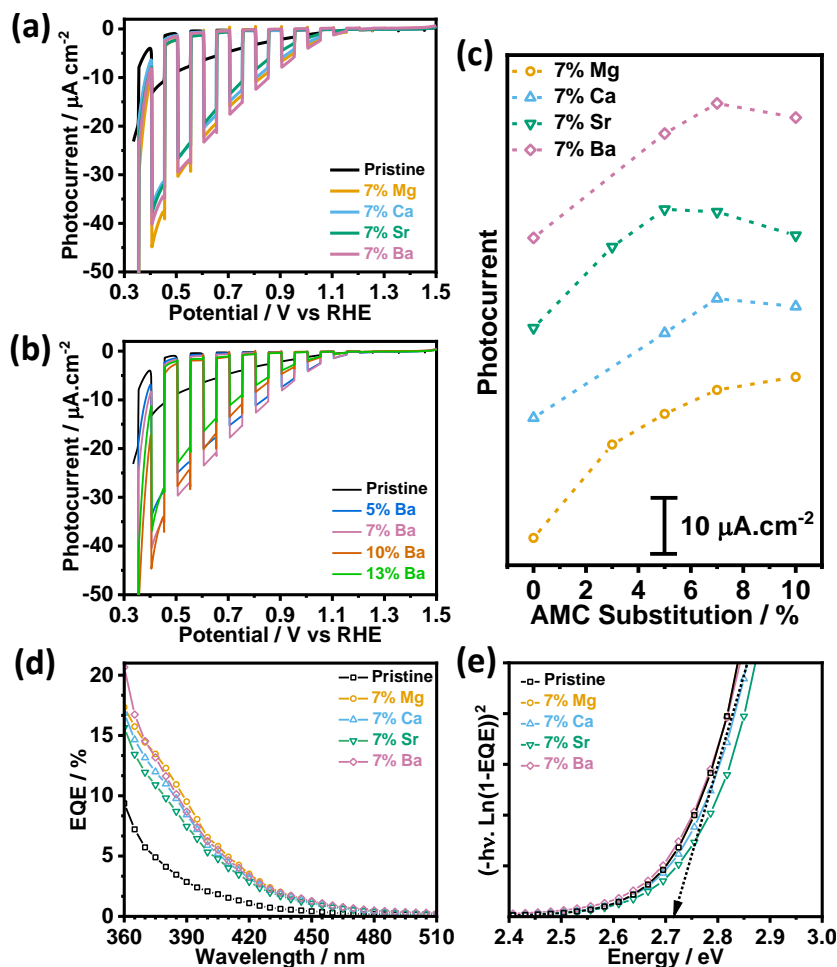 (a)
0
-10
-20
-30
-40
-50
Photocurrent / μA cm-2
Pristine
7% Mg
7% Ca
7% Sr
7% Ba
0.3 0.5 0.7 0.9 1.1 1.3 1.5
Potential / V vs RHE
(b)
0
-10
-20
-30
-40
-50
Photocurrent / μA.cm-2
Pristine
5% Ba
7% Ba
10% Ba
13% Ba
0.3 0.5 0.7 0.9 1.1 1.3 1.5
Potential / V vs RHE
(c)
7% Mg
7% Ca
7% Sr
7% Ba
Photocurrent
10 μA.cm-2
0 2 4 6 8 10
AMC Substitution / %
(d)
20
15
10
5
0
EQE / %
Pristine
7% Mg
7% Ca
7% Sr
7% Ba
360 390 420 450 480 510
Wavelength / nm
(e)
(-hν. Ln(1-EQE))2
Pristine
7% Mg
7% Ca
7% Sr
7% Ba
2.4 2.5 2.6 2.7 2.8 2.9 3.0
Energy / eV